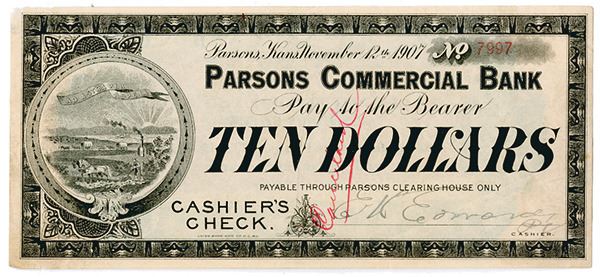 Parsons, Kans, November 12th 1907 No 7997
PARSONS COMMERCIAL BANK
Pay to the Bearer
TEN DOLLARS
PAYABLE THROUGH PARSONS CLEARING HOUSE ONLY
CASHIER'S
CHECK.
CASHIER.